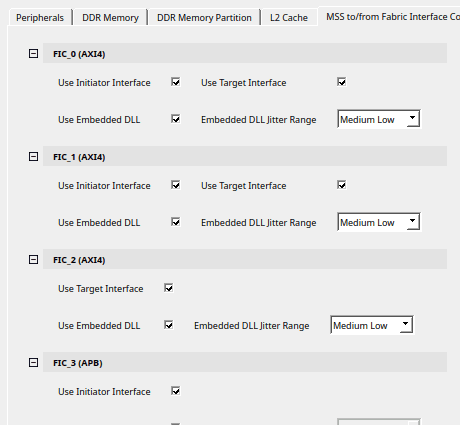 Peripherals DDR Memory DDR Memory Partition L2 Cache MSS to/from Fabric Interface Co
FIC_0 (AXI4)
Use Initiator Interface Use Target Interface
Use Embedded DLL Embedded DLL Jitter Range Medium Low
FIC_1 (AXI4)
Use Initiator Interface Use Target Interface
Use Embedded DLL Embedded DLL Jitter Range Medium Low
FIC_2 (AXI4)
Use Target Interface
Use Embedded DLL Embedded DLL Jitter Range Medium Low
FIC_3 (APB)
Use Initiator Interface